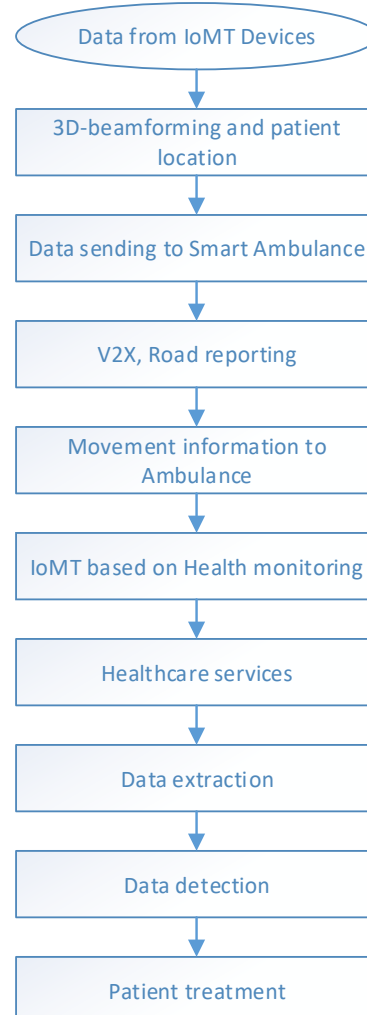 Data from IoMT Devices
3D-beamforming and patient
location
Data sending to Smart Ambulance
V2X, Road reporting
Movement information to
Ambulance
IoMT based on Health monitoring
Healthcare services
Data extraction
Data detection
Patient treatment